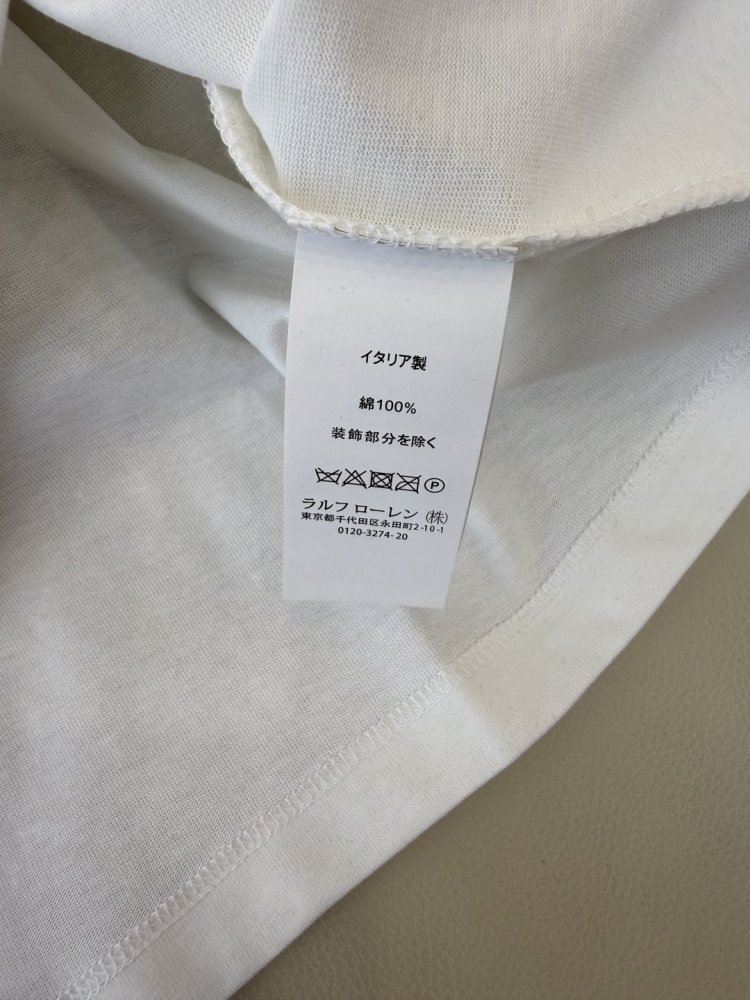 イタリア製
綿100%
装飾部分を除く
P
ラルフ ローレン (株)
東京都千代田区永田町2-10-1
0120-3274-20